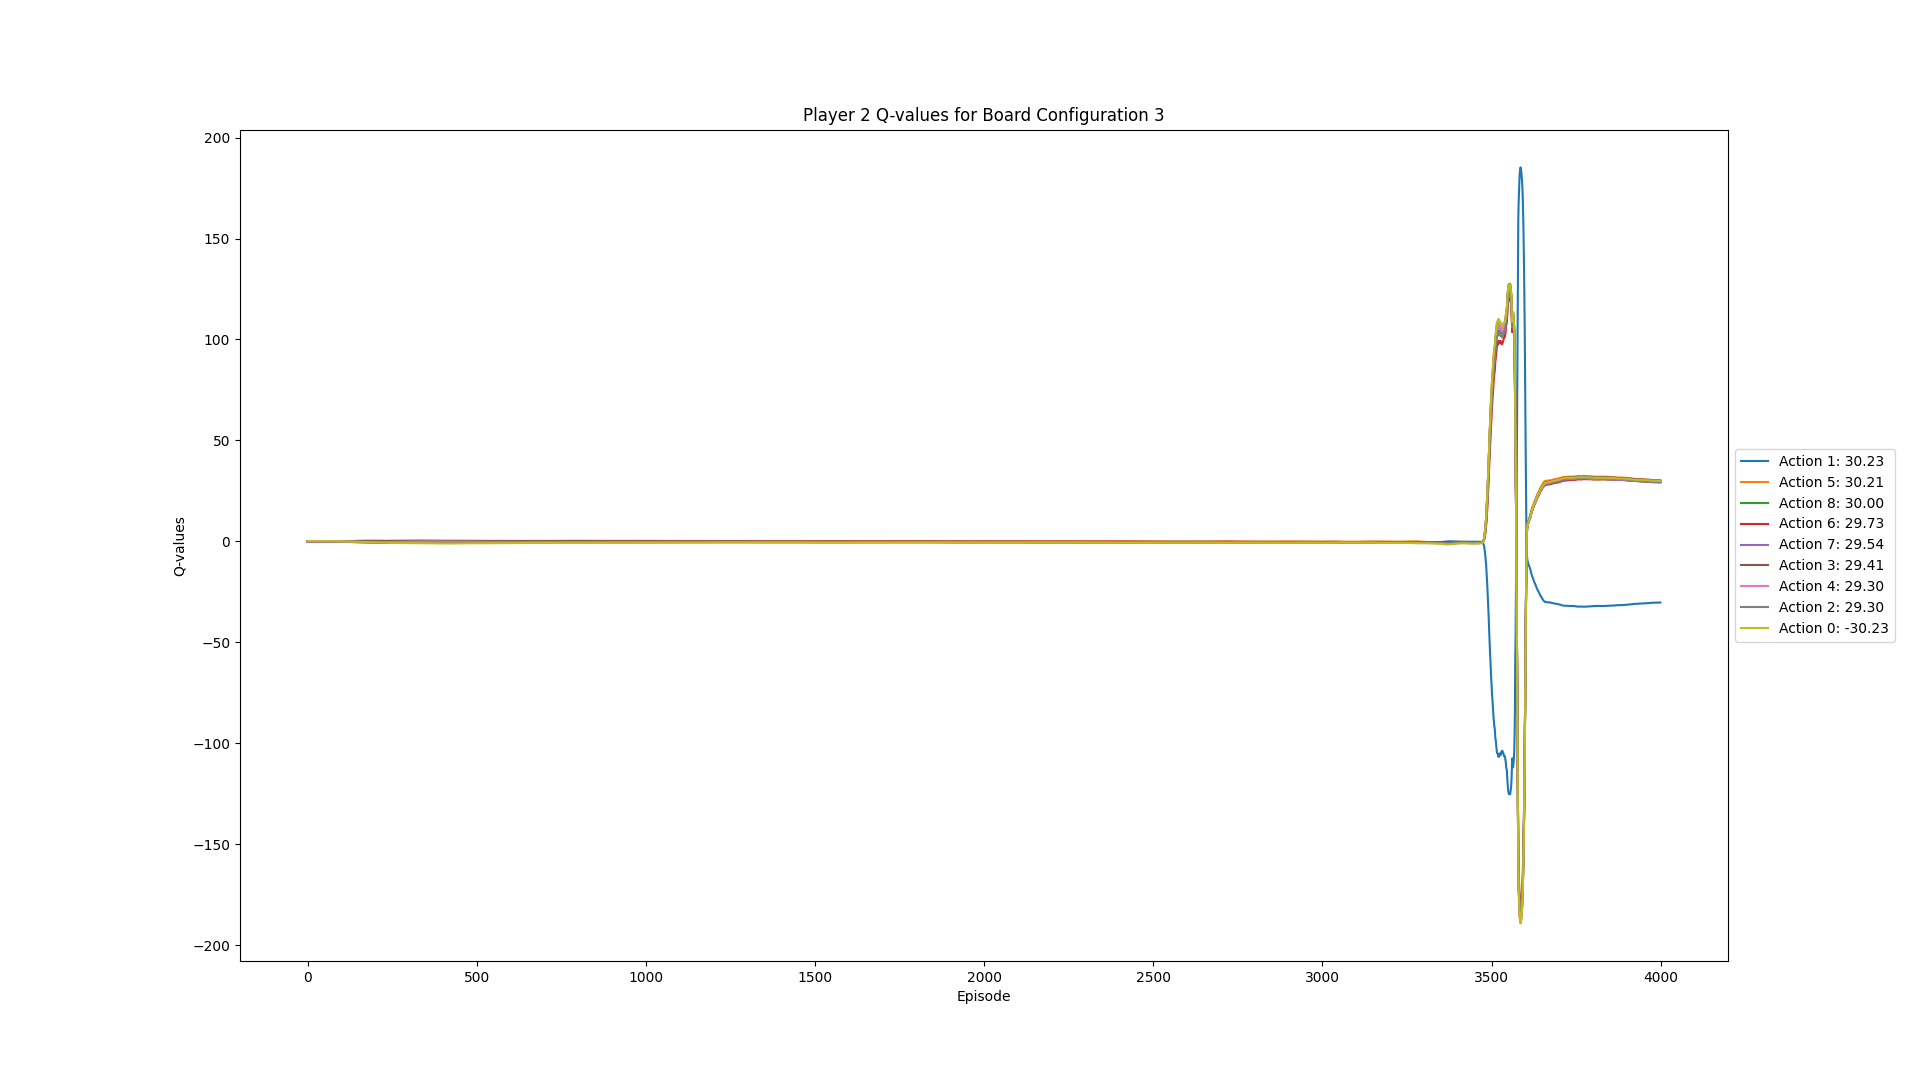 Player 2 Q-values for Board Configuration 3
200
150
100
50
0
−50
−100
−150
−200
Q-values
0
500
1000
1500
2000
2500
3000
3500
4000
Episode
Action 1: 30.23
Action 5: 30.21
Action 8: 30.00
Action 6: 29.73
Action 7: 29.54
Action 3: 29.41
Action 4: 29.30
Action 2: 29.30
Action 0: -30.23